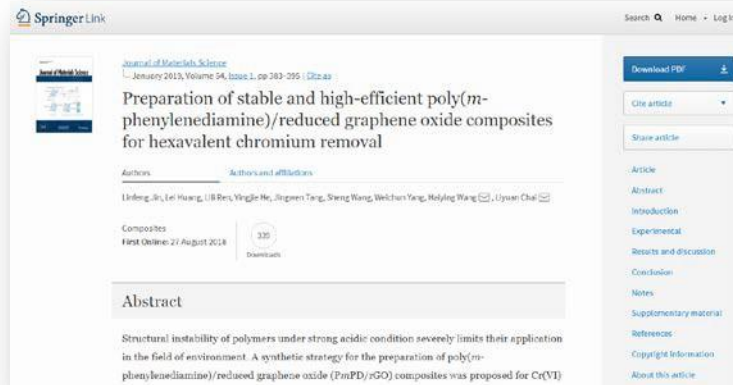 Springer Link
Search Home • Log In
Journal of Materials Science
Journal of Materials Science
January 2019, Volume 54, Issue 1, pp 383–395 | Cite as
Preparation of stable and high-efficient poly(m-
phenylenediamine)/reduced graphene oxide composites
for hexavalent chromium removal
Authors
Authors and affiliations
Linfeng Jin, Lei Huang, Lili Ren, Yingjie He, Jingwen Tang, Sheng Wang, Weichun Yang, Haiying Wang, Liyuan Chai
Composites
First Online: 27 August 2018
Downloads
Abstract
Structural instability of polymers under strong acidic condition severely limits their application
in the field of environment. A synthetic strategy for the preparation of poly(m-
phenylenediamine)/reduced graphene oxide (PmPD/rGO) composites was proposed for Cr(VI)
Download PDF
Cite article
Share article
Article
Abstract
Introduction
Experimental
Results and discussion
Conclusion
Notes
Supplementary material
References
Copyright information
About this article